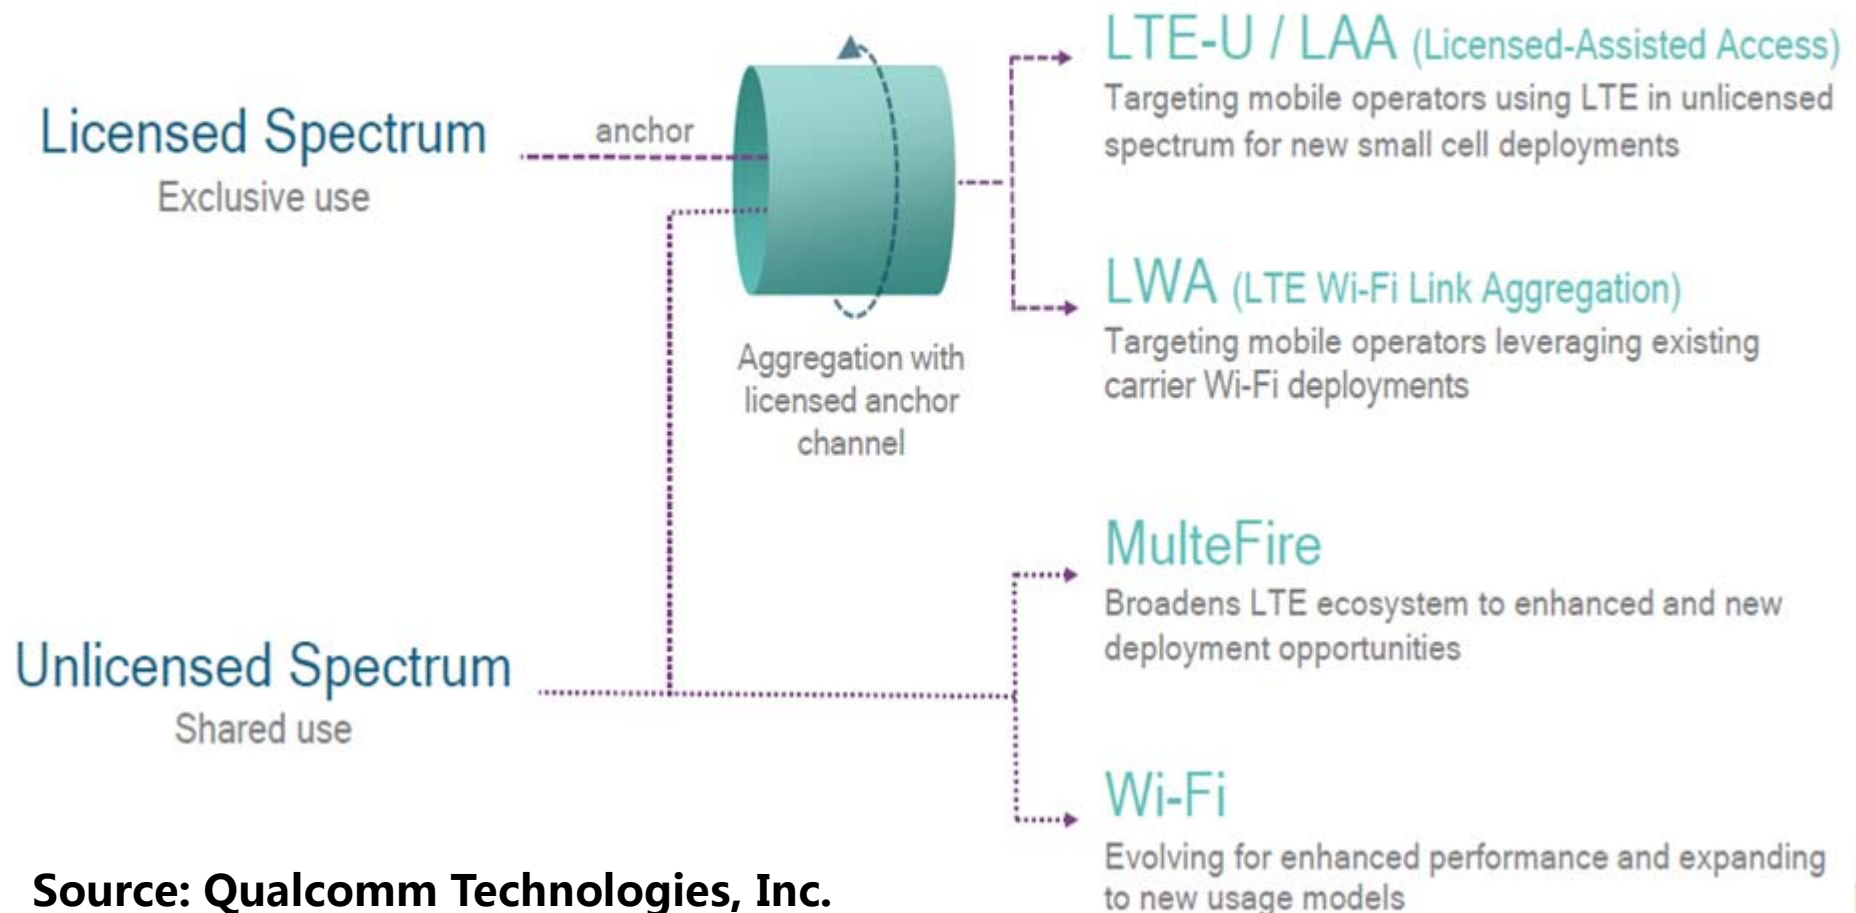 Licensed Spectrum
Exclusive use
anchor
Aggregation with
licensed anchor
channel
LTE-U / LAA (Licensed-Assisted Access)
Targeting mobile operators using LTE in unlicensed
spectrum for new small cell deployments
LWA (LTE Wi-Fi Link Aggregation)
Targeting mobile operators leveraging existing
carrier Wi-Fi deployments
Unlicensed Spectrum
Shared use
MulteFire
Broadens LTE ecosystem to enhanced and new
deployment opportunities
Wi-Fi
Evolving for enhanced performance and expanding
to new usage models
Source: Qualcomm Technologies, Inc.